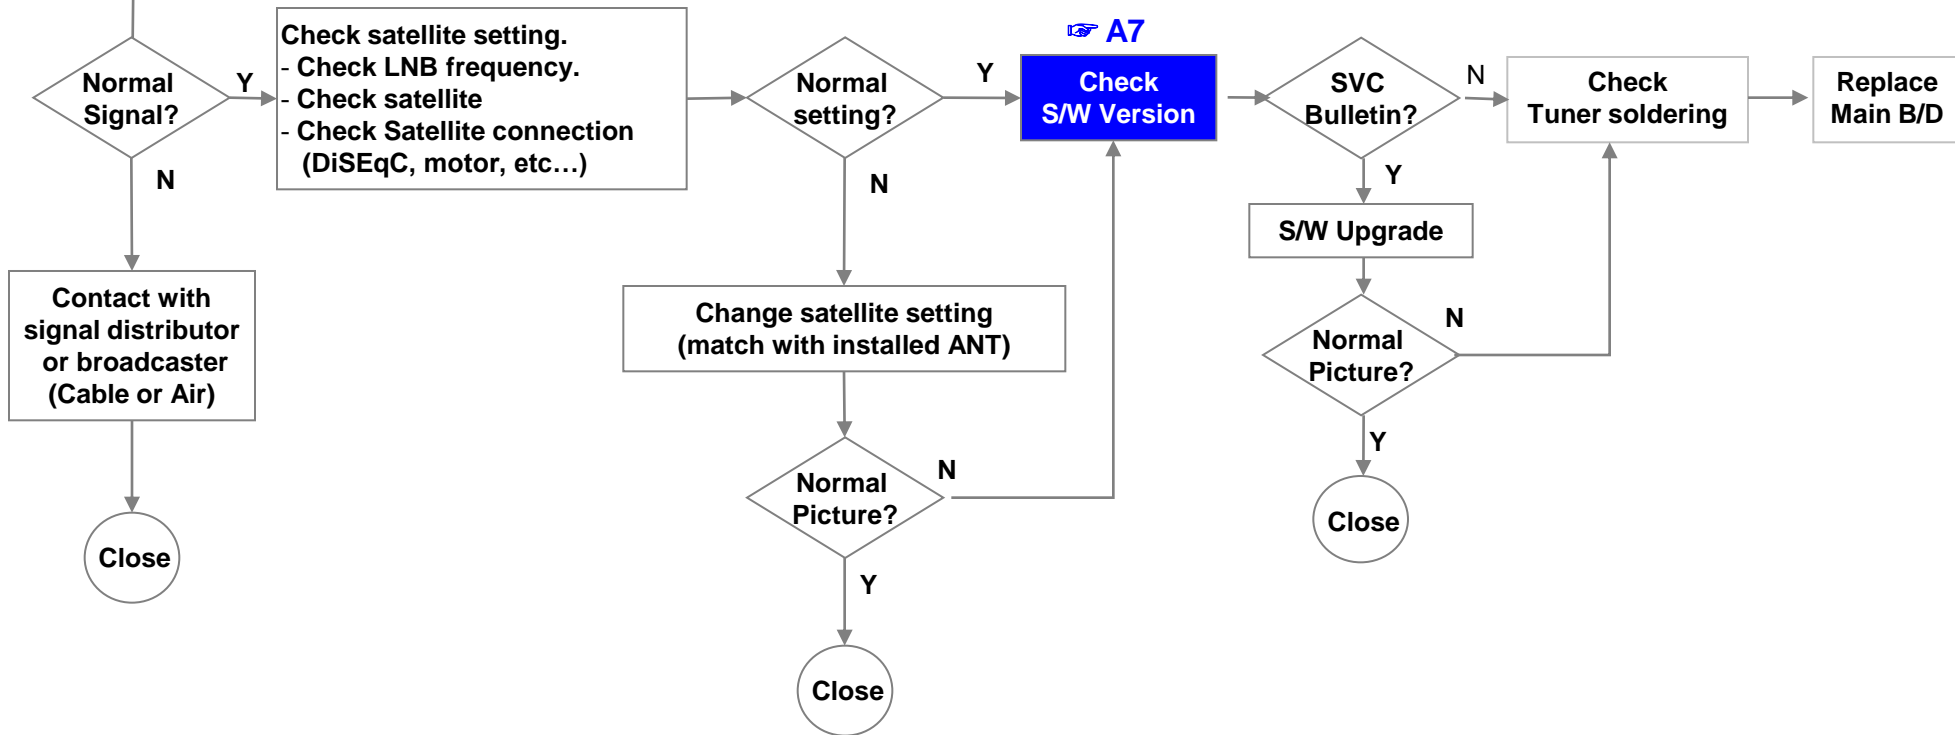 Normal
Signal?
Y
N
Contact with
signal distributor
or broadcaster
(Cable or Air)
Close
Check satellite setting.
- Check LNB frequency.
- Check satellite
- Check Satellite connection
(DiSEqC, motor, etc…)
Normal
setting?
Y
N
Change satellite setting
(match with installed ANT)
Normal
Picture?
N
Y
Close
☞ A7
Check
S/W Version
SVC
Bulletin?
N
Y
S/W Upgrade
Normal
Picture?
N
Y
Close
Check
Tuner soldering
Replace
Main B/D